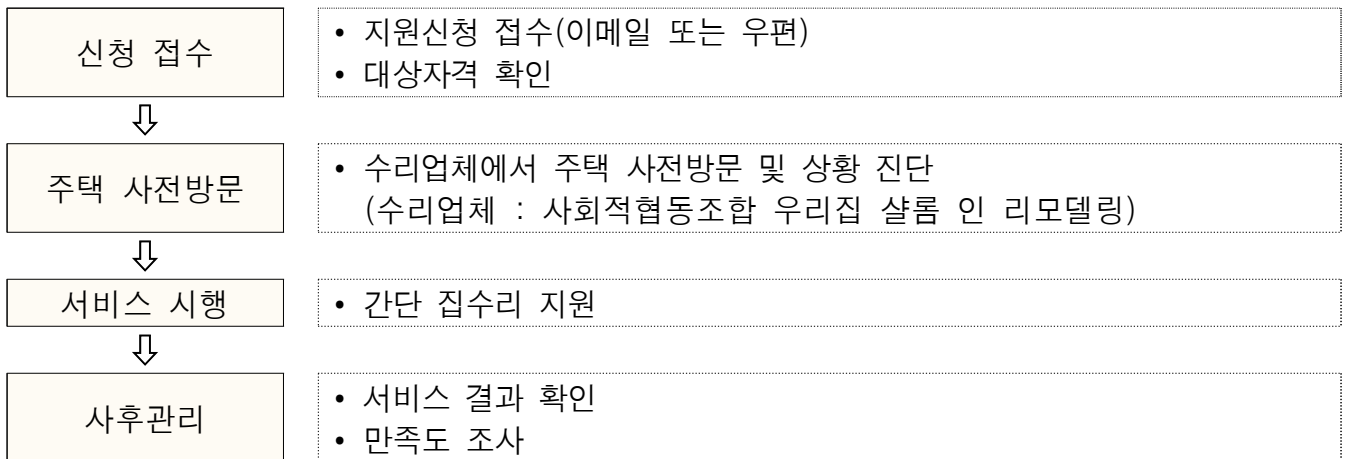 신청 접수
• 지원신청 접수(이메일 또는 우편)
• 대상자격 확인
주택 사전방문
• 수리업체에서 주택 사전방문 및 상황 진단
(수리업체 : 사회적협동조합 우리집 샬롬 인 리모델링)
서비스 시행
• 간단 집수리 지원
사후관리
• 서비스 결과 확인
• 만족도 조사